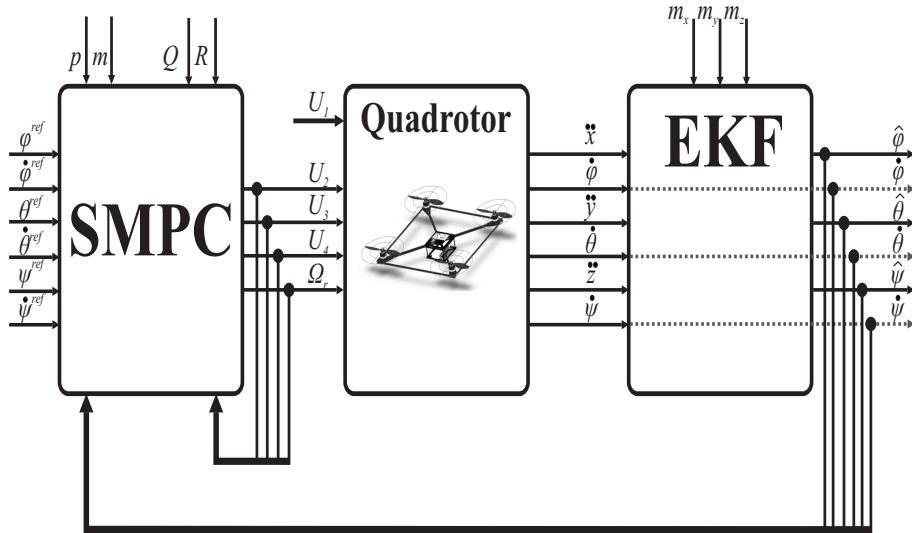 m_x m_y m_z
p m Q R
U_1
Quadrotor
EKF
SMPC
φ^ref
φ̇^ref
θ^ref
θ̇^ref
ψ^ref
ψ̇^ref
U_2
U_3
U_4
Ω_r
ẍ
φ̇
ÿ
θ̇
z̈
ψ̇
φ̂
φ̇
θ̂
θ̇
ψ̂
ψ̇